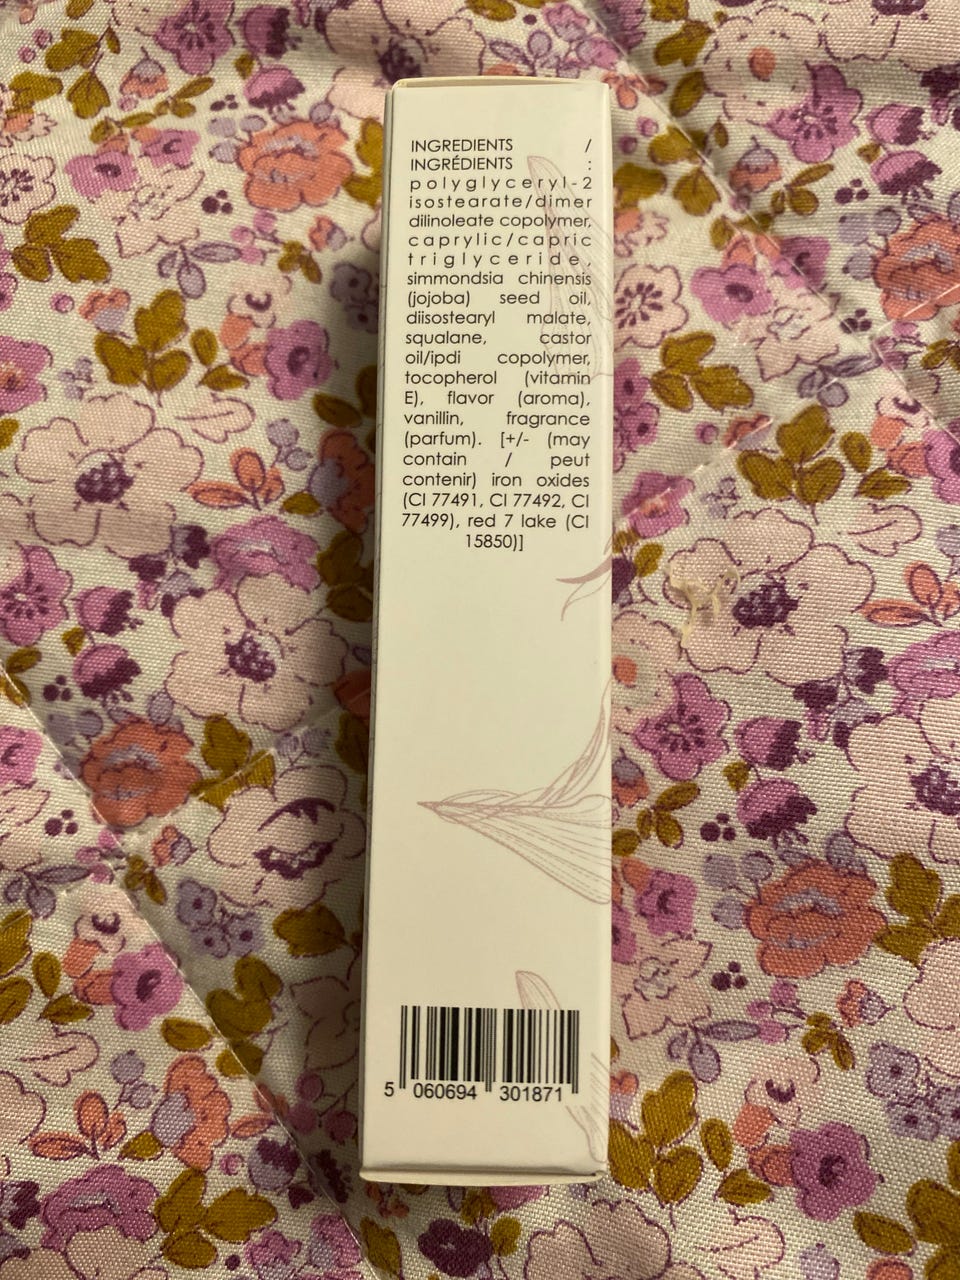 INGREDIENTS /
INGRÉDIENTS :
polyglyceryl-2
isostearate/dimer
dilinoleate copolymer,
caprylic/capric
triglyceride,
simmondsia chinensis
(jojoba) seed oil,
diisostearyl malate,
squalane, castor
oil/ipdi copolymer,
tocopherol (vitamin
E), flavor (aroma),
vanillin, fragrance
(parfum). [+/- (may
contain / peut
contenir) iron oxides
(CI 77491, CI 77492, CI
77499), red 7 lake (CI
15850)]
5 060694 301871